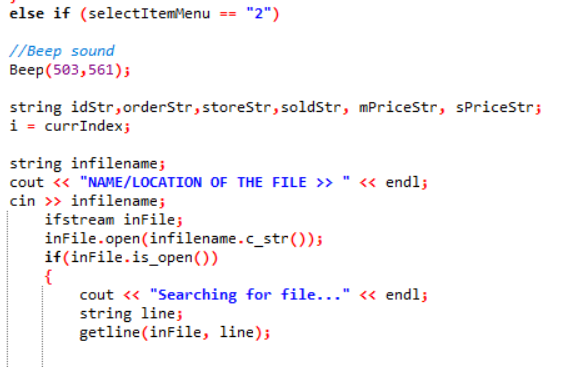 else if (selectItemMenu == "2")
//Beep sound
Beep(503,561);
string idStr,orderStr,storeStr,soldStr, mPriceStr, sPriceStr;
i = currIndex;
string infilename;
cout << "NAME/LOCATION OF THE FILE >> " << endl;
cin >> infilename;
ifstream inFile;
inFile.open(infilename.c_str());
if(inFile.is_open())
{
cout << "Searching for file..." << endl;
string line;
getline(inFile, line);